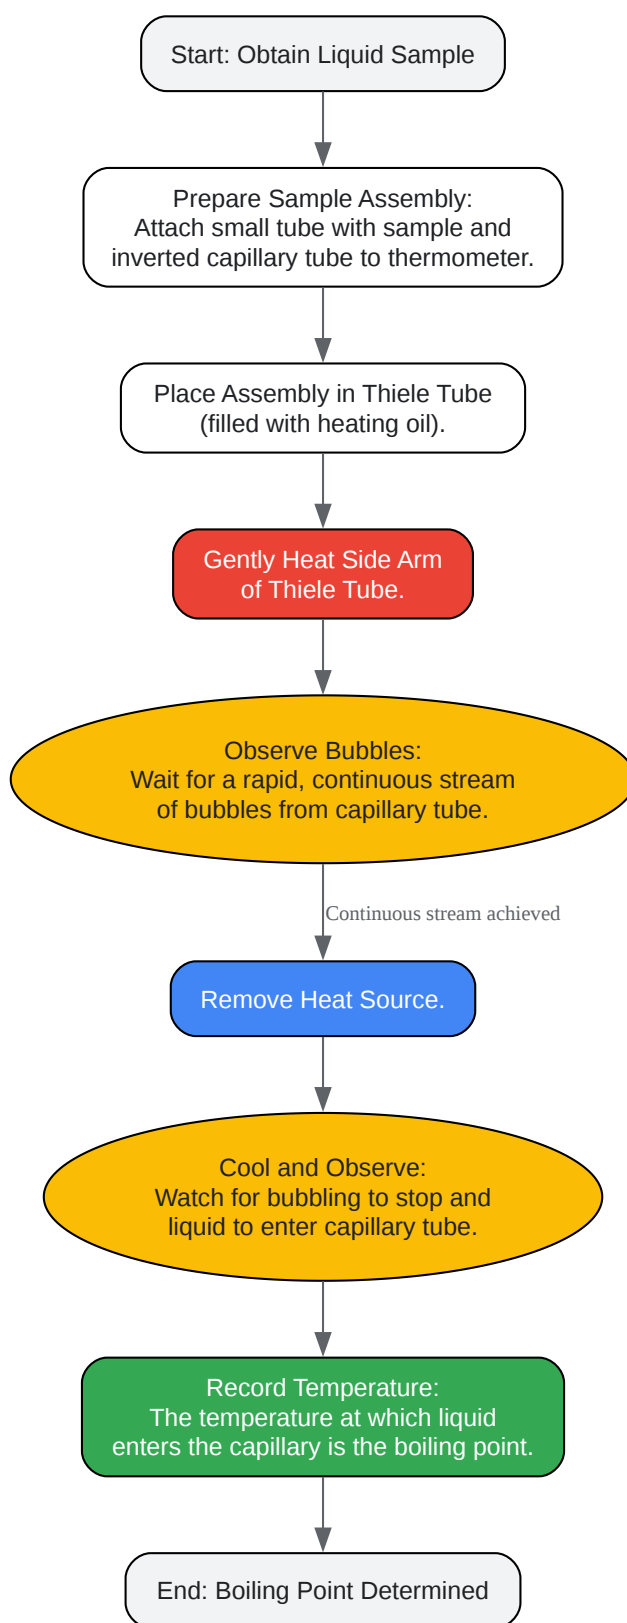 Start: Obtain Liquid Sample
Prepare Sample Assembly:
Attach small tube with sample and
inverted capillary tube to thermometer.
Place Assembly in Thiele Tube
(filled with heating oil).
Gently Heat Side Arm
of Thiele Tube.
Observe Bubbles:
Wait for a rapid, continuous stream
of bubbles from capillary tube.
Continuous stream achieved
Remove Heat Source.
Cool and Observe:
Watch for bubbling to stop and
liquid to enter capillary tube.
Record Temperature:
The temperature at which liquid
enters the capillary is the boiling point.
End: Boiling Point Determined